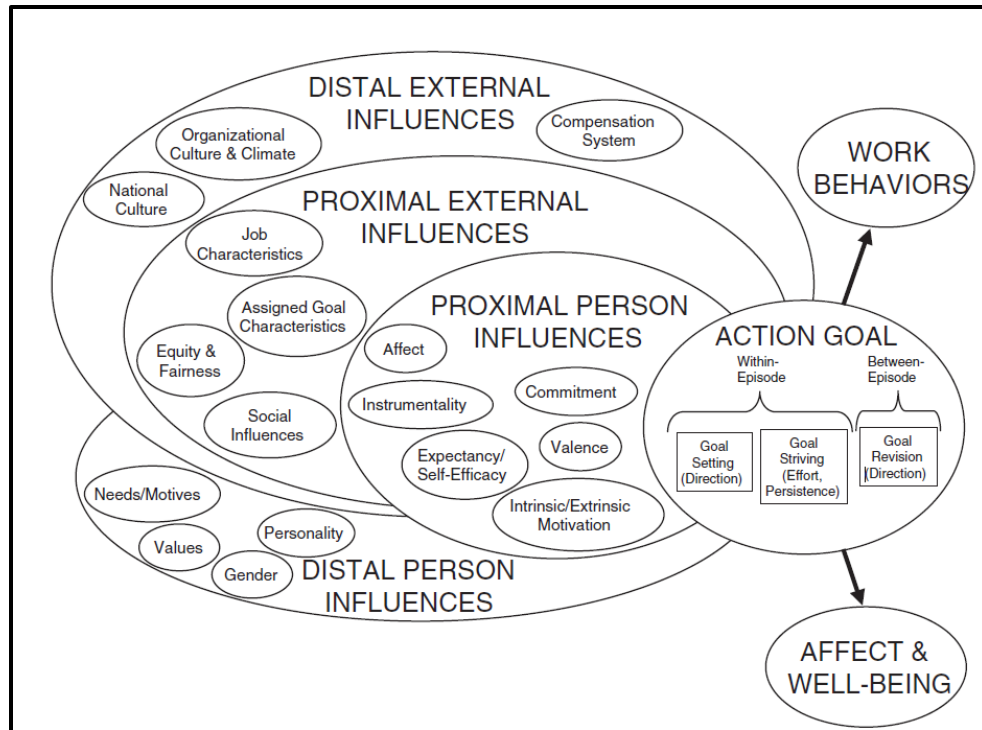 DISTAL EXTERNAL
INFLUENCES
Organizational
Culture & Climate
Compensation
System
National
Culture
WORK
BEHAVIORS
PROXIMAL EXTERNAL
INFLUENCES
Job
Characteristics
Assigned Goal
Characteristics
Equity &
Fairness
Social
Influences
PROXIMAL PERSON
INFLUENCES
Affect
Commitment
Instrumentality
Valence
Expectancy/
Self-Efficacy
Intrinsic/Extrinsic
Motivation
ACTION GOAL
Within-
Episode
Between-
Episode
Goal
Setting
(Direction)
Goal
Striving
(Effort,
Persistence)
Goal
Revision
(Direction)
Needs/Motives
Personality
Values
Gender
DISTAL PERSON
INFLUENCES
AFFECT &
WELL-BEING